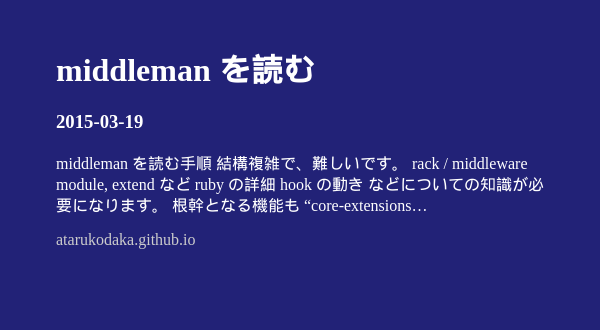 middleman を読む
2015-03-19
middleman を読む手順 結構複雑で、難しいです。 rack / middleware
module, extend など ruby の詳細 hook の動き などについての知識が必
要になります。 根幹となる機能も “core-extensions…
atarukodaka.github.io